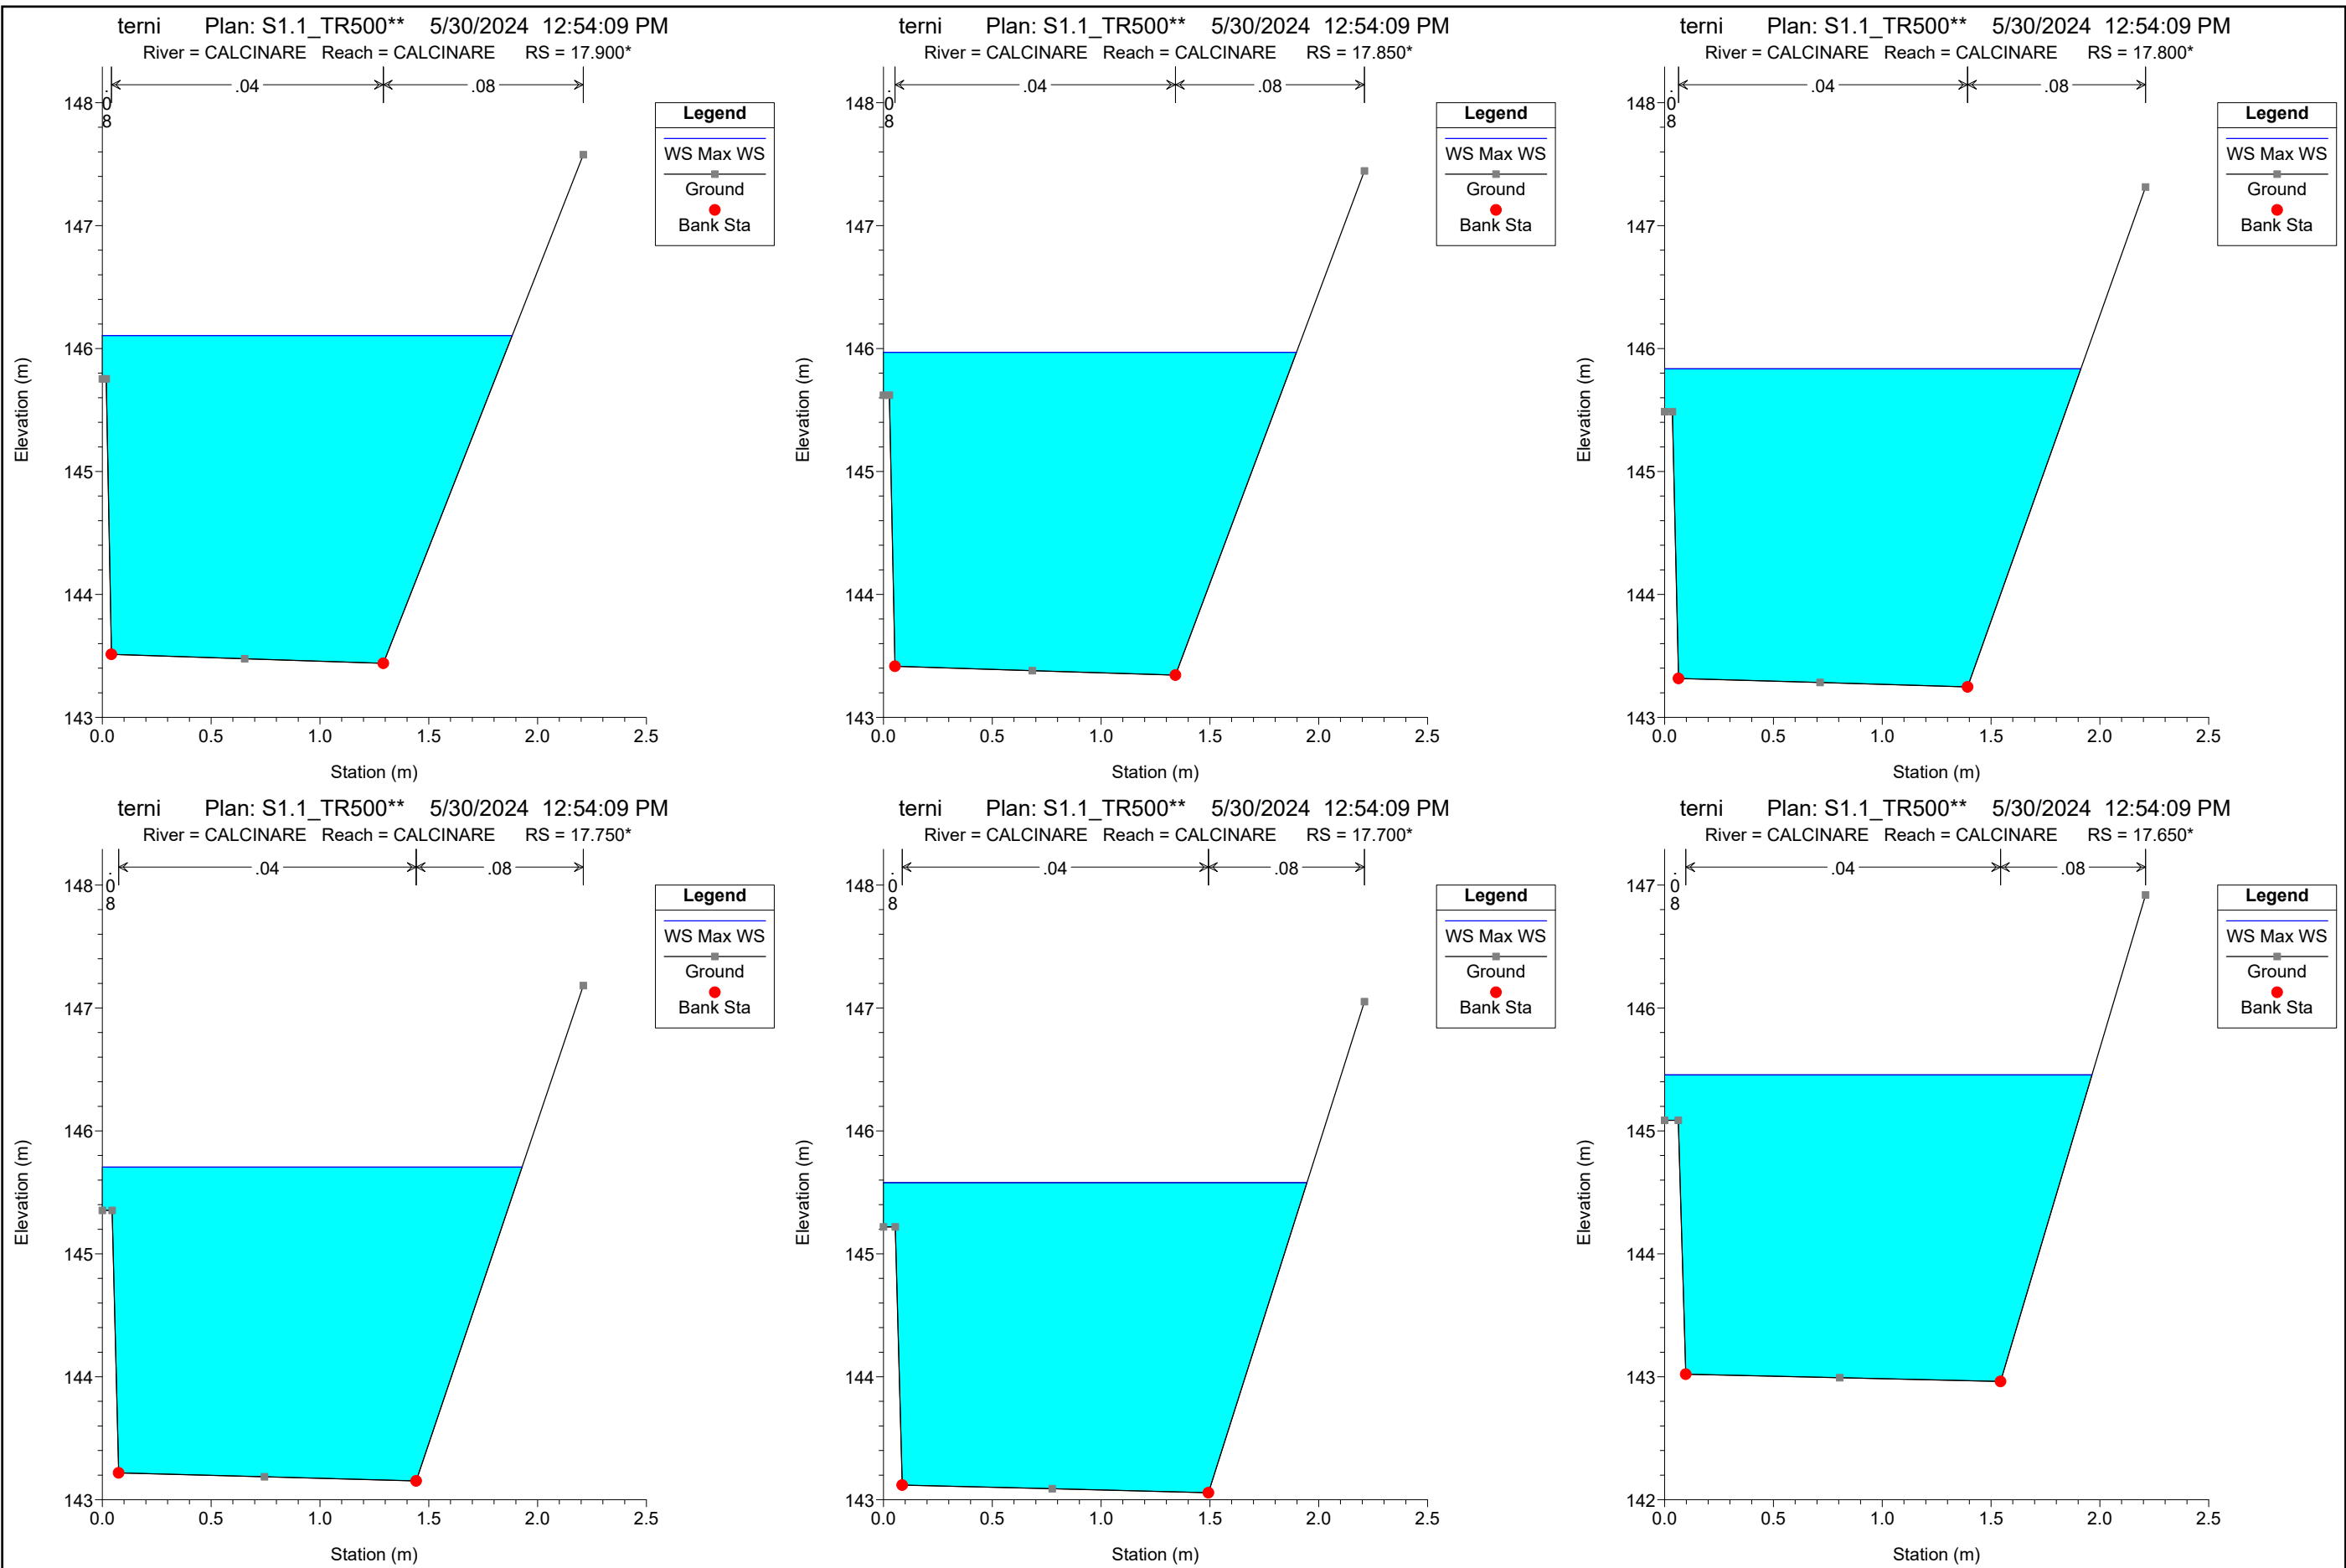 terni Plan: S1.1_TR500** 5/30/2024 12:54:09 PM
River = CALCINARE Reach = CALCINARE RS = 17.900*
.08
.04
.08
148
147
146
145
144
143
0.0 0.5 1.0 1.5 2.0 2.5
Station (m)
Elevation (m)
Legend
WS Max WS
Ground
Bank Sta
terni Plan: S1.1_TR500** 5/30/2024 12:54:09 PM
River = CALCINARE Reach = CALCINARE RS = 17.850*
.08
.04
.08
148
147
146
145
144
143
0.0 0.5 1.0 1.5 2.0 2.5
Station (m)
Elevation (m)
Legend
WS Max WS
Ground
Bank Sta
terni Plan: S1.1_TR500** 5/30/2024 12:54:09 PM
River = CALCINARE Reach = CALCINARE RS = 17.800*
.08
.04
.08
148
147
146
145
144
143
0.0 0.5 1.0 1.5 2.0 2.5
Station (m)
Elevation (m)
Legend
WS Max WS
Ground
Bank Sta
terni Plan: S1.1_TR500** 5/30/2024 12:54:09 PM
River = CALCINARE Reach = CALCINARE RS = 17.750*
.08
.04
.08
148
147
146
145
144
143
0.0 0.5 1.0 1.5 2.0 2.5
Station (m)
Elevation (m)
Legend
WS Max WS
Ground
Bank Sta
terni Plan: S1.1_TR500** 5/30/2024 12:54:09 PM
River = CALCINARE Reach = CALCINARE RS = 17.700*
.08
.04
.08
148
147
146
145
144
143
0.0 0.5 1.0 1.5 2.0 2.5
Station (m)
Elevation (m)
Legend
WS Max WS
Ground
Bank Sta
terni Plan: S1.1_TR500** 5/30/2024 12:54:09 PM
River = CALCINARE Reach = CALCINARE RS = 17.650*
.08
.04
.08
147
146
145
144
143
142
0.0 0.5 1.0 1.5 2.0 2.5
Station (m)
Elevation (m)
Legend
WS Max WS
Ground
Bank Sta